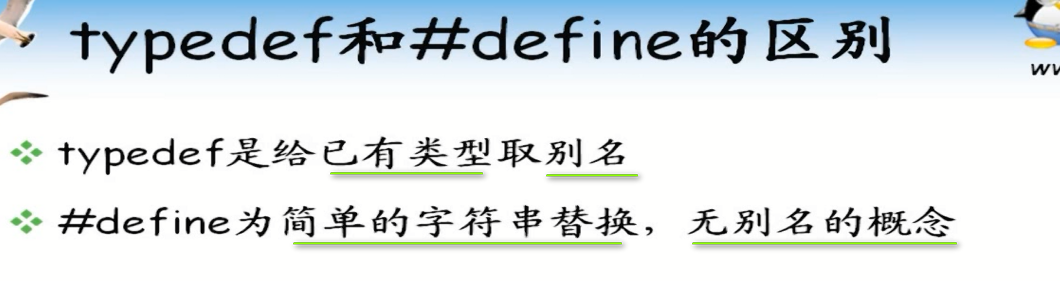 typedef和#define的区别
typedef是给已有类型取别名
#define为简单的字符串替换，无别名的概念